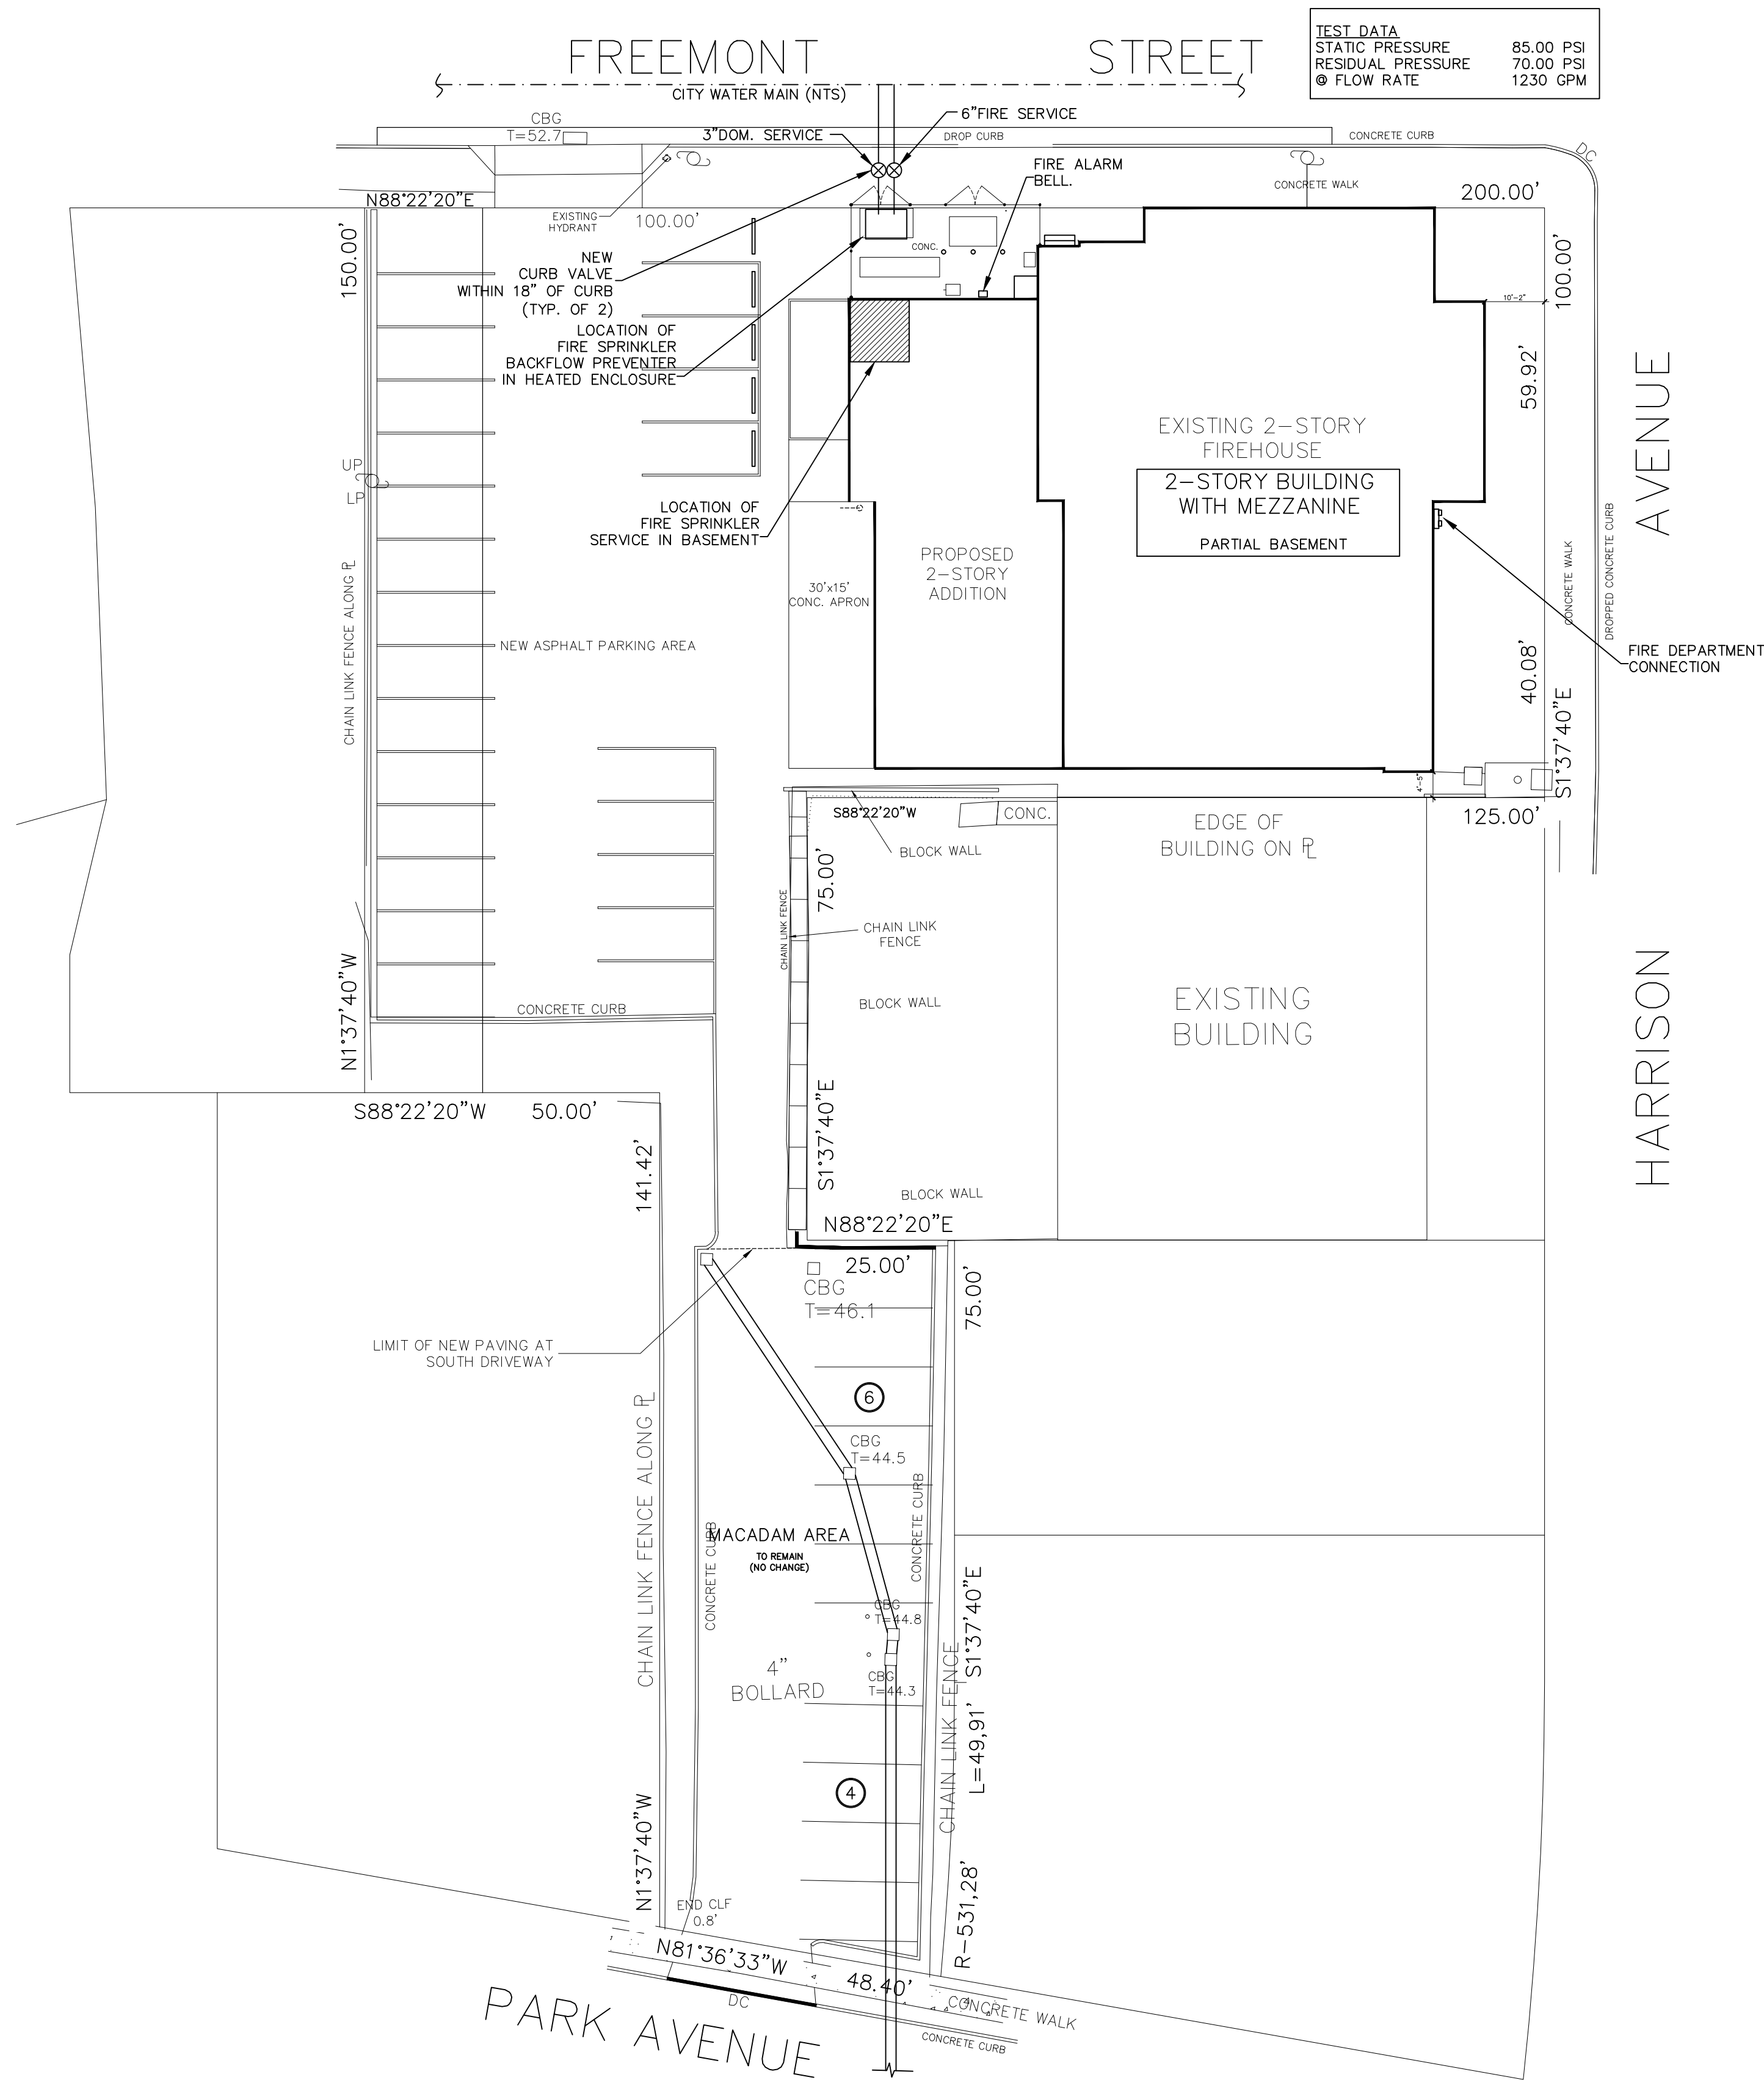 FREEMONT STREET
CITY WATER MAIN (NTS)
TEST DATA
STATIC PRESSURE 85.00 PSI
RESIDUAL PRESSURE 70.00 PSI
@ FLOW RATE 1230 GPM
CBG
T=52.7
3"DOM. SERVICE
6"FIRE SERVICE
DROP CURB
CONCRETE CURB
DC
FIRE ALARM
BELL.
CONCRETE WALK
N88°22'20"E
200.00'
EXISTING
HYDRANT
100.00'
150.00'
NEW
CURB VALVE
WITHIN 18" OF CURB
(TYP. OF 2)
CONC.
10'-2"
100.00'
LOCATION OF
FIRE SPRINKLER
BACKFLOW PREVENTER
IN HEATED ENCLOSURE
59.92'
AVENUE
EXISTING 2-STORY
FIREHOUSE
2-STORY BUILDING
WITH MEZZANINE
PARTIAL BASEMENT
UP
LP
LOCATION OF
FIRE SPRINKLER
SERVICE IN BASEMENT
PROPOSED
2-STORY
ADDITION
30'x15'
CONC. APRON
CONCRETE WALK
DROPPED CONCRETE CURB
CHAIN LINK FENCE ALONG PL
NEW ASPHALT PARKING AREA
FIRE DEPARTMENT
CONNECTION
40.08'
S1°37'40"E
4'-5"
125.00'
S88°22'20"W
CONC.
EDGE OF
BUILDING ON PL
BLOCK WALL
75.00'
CHAIN LINK FENCE
CHAIN LINK
FENCE
BLOCK WALL
EXISTING
BUILDING
HARRISON
N1°37'40"W
CONCRETE CURB
S88°22'20"W 50.00'
141.42'
S1°37'40"E
BLOCK WALL
N88°22'20"E
25.00'
CBG
T=46.1
75.00'
LIMIT OF NEW PAVING AT
SOUTH DRIVEWAY
6
CHAIN LINK FENCE ALONG PL
CBG
T=44.5
CONCRETE CURB
CONCRETE CURB
MACADAM AREA
TO REMAIN
(NO CHANGE)
CBG
T=44.8
S1°37'40"E
4"
BOLLARD
CBG
T=44.3
CHAIN LINK FENCE
L=49,91'
4
N1°37'40"W
R-531,28'
END CLF
0.8'
N81°36'33"W
48.40'
CONCRETE WALK
DC
CONCRETE CURB
PARK AVENUE